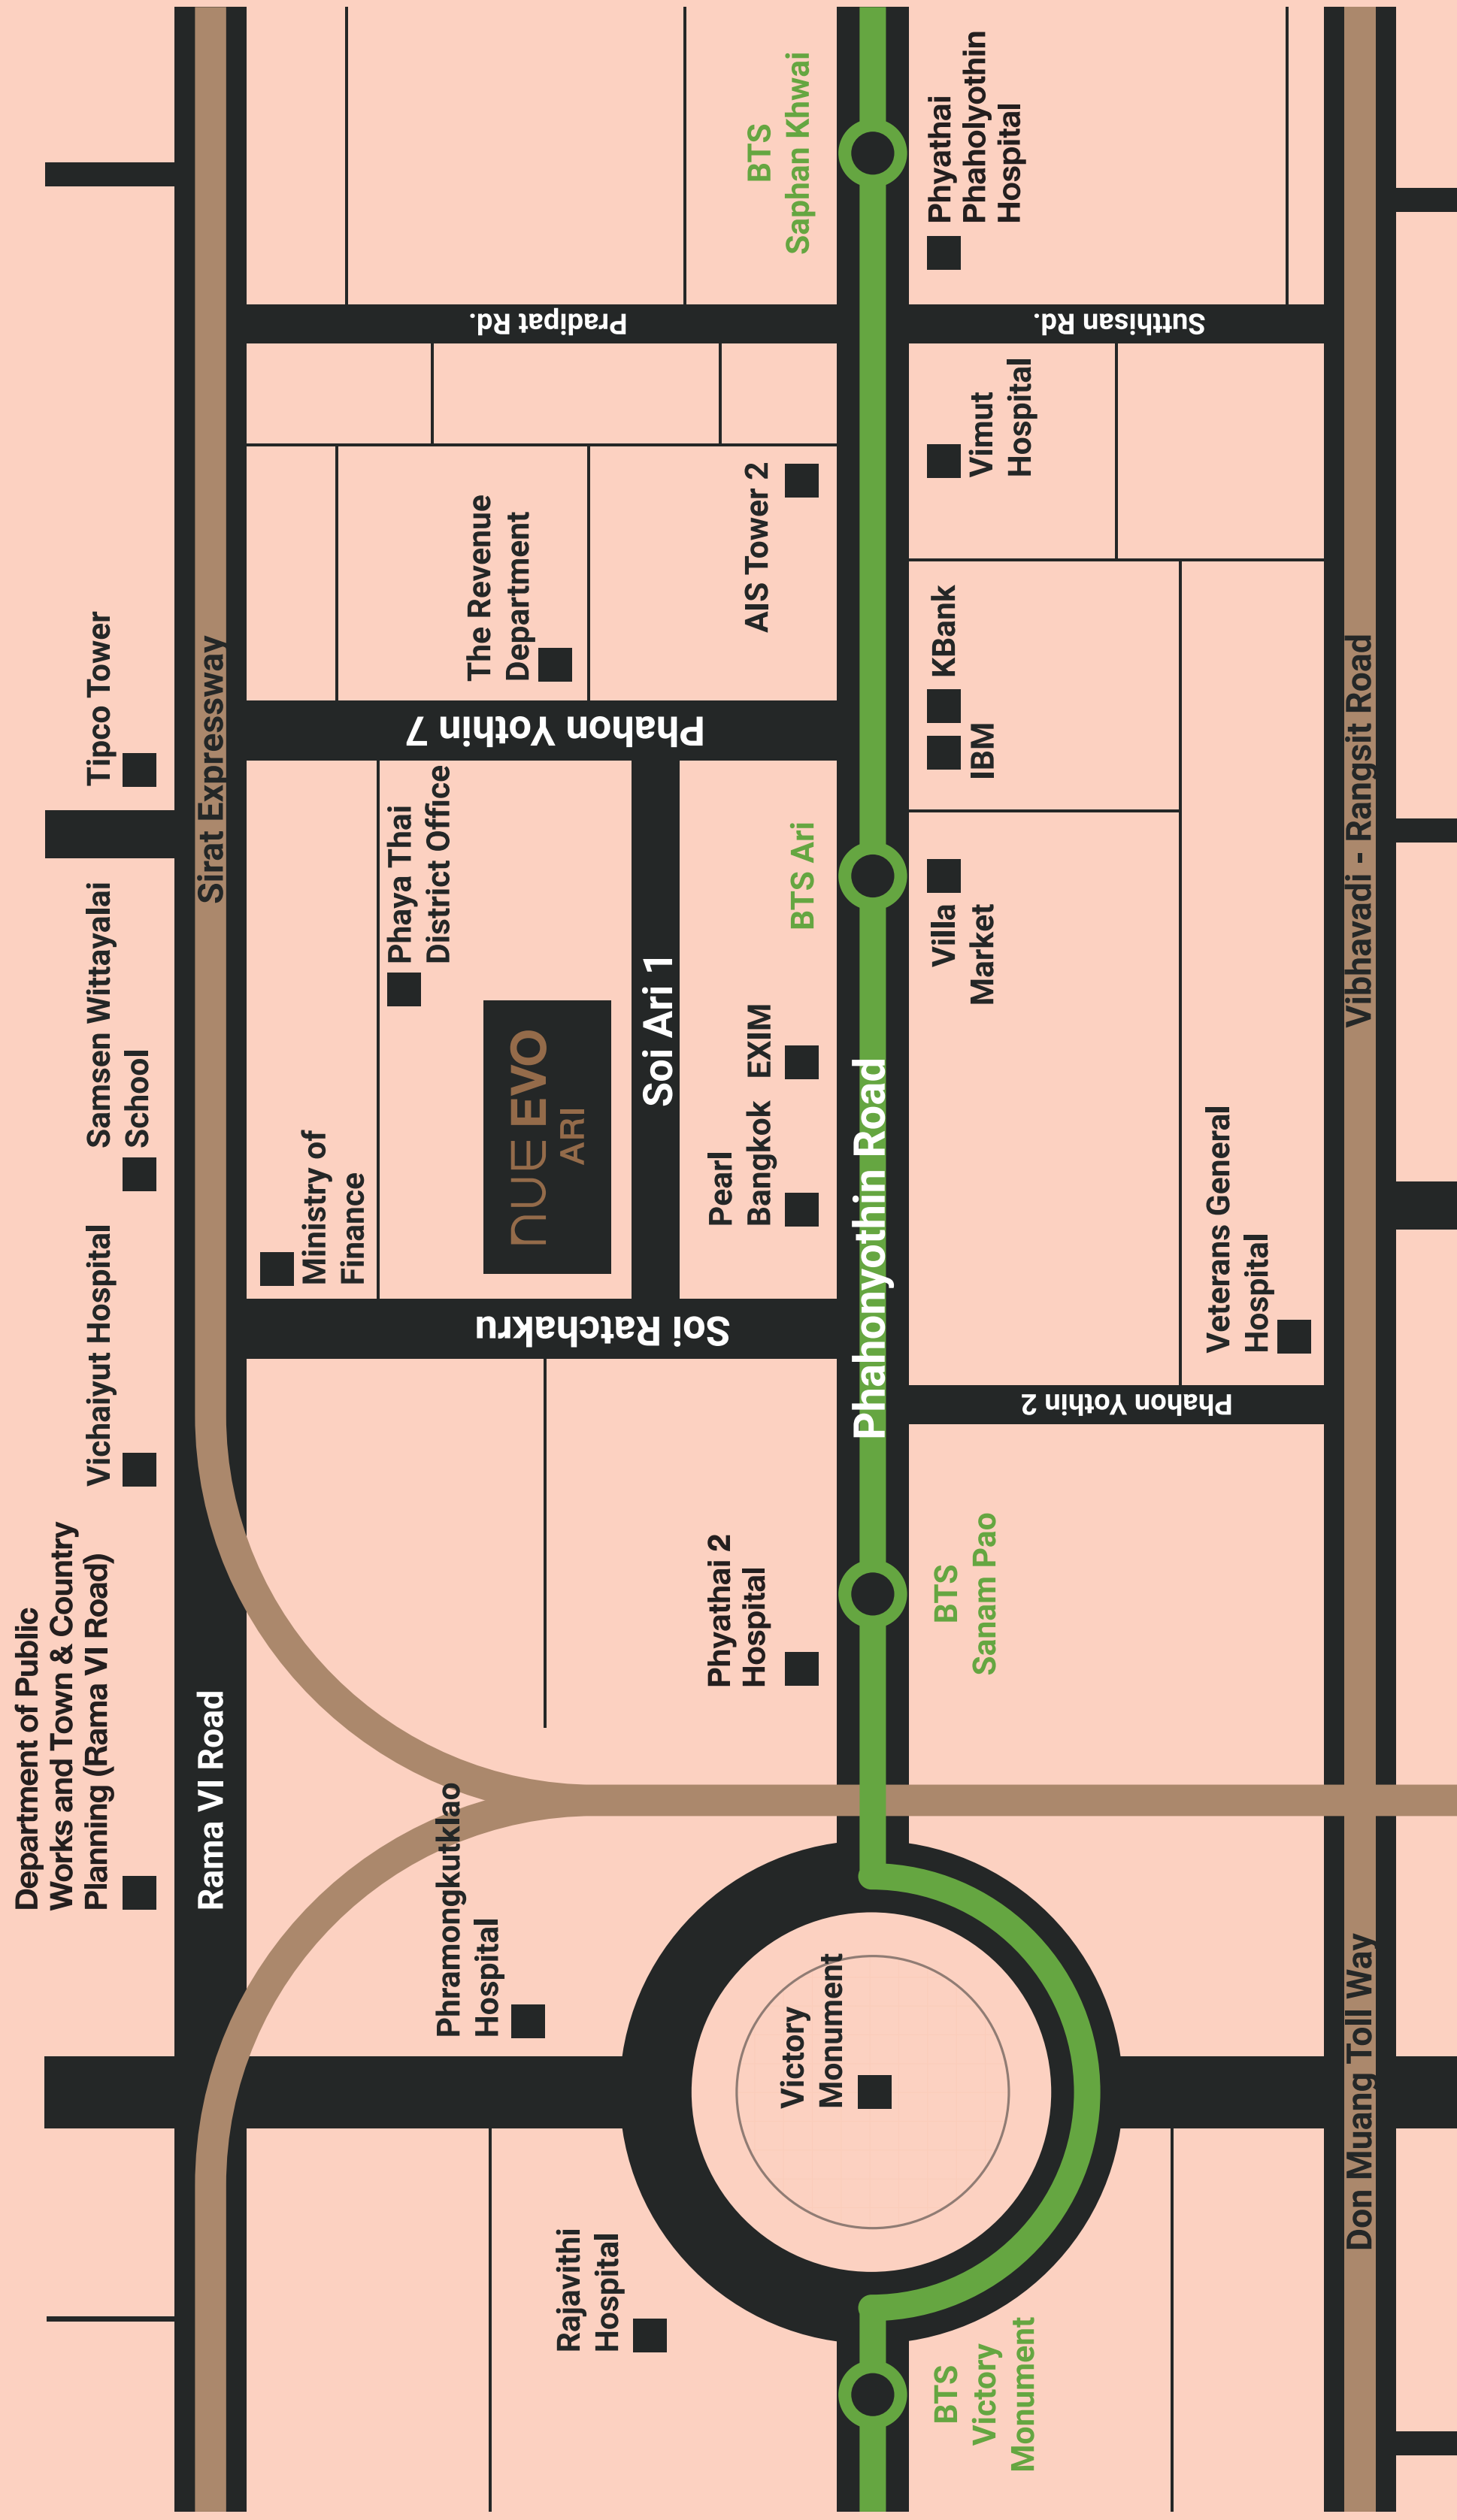 Department of Public
Works and Town & Country
Planning (Rama VI Road)
Vichaiyut Hospital
Samsen Wittayalai
School
Tipco Tower
Rama VI Road
Sirat Expressway
Ministry of
Finance
Phaya Thai
District Office
The Revenue
Department
Pradipat Rd.
Phahon Yothin 7
Soi Ratchakru
NUE EVO
ARI
Soi Ari 1
Phramongkutklao
Hospital
Rajavithi
Hospital
Phyathai 2
Hospital
Pearl
Bangkok
EXIM
BTS Ari
AIS Tower 2
BTS
Saphan Khwai
Victory
Monument
Phahonyothin Road
BTS
Victory
Monument
BTS
Sanam Pao
Villa
Market
IBM
KBank
Vimut
Hospital
Phyathai
Phaholyothin
Hospital
Sutthisan Rd.
Phahon Yothin 2
Veterans General
Hospital
Don Muang Toll Way
Vibhavadi - Rangsit Road